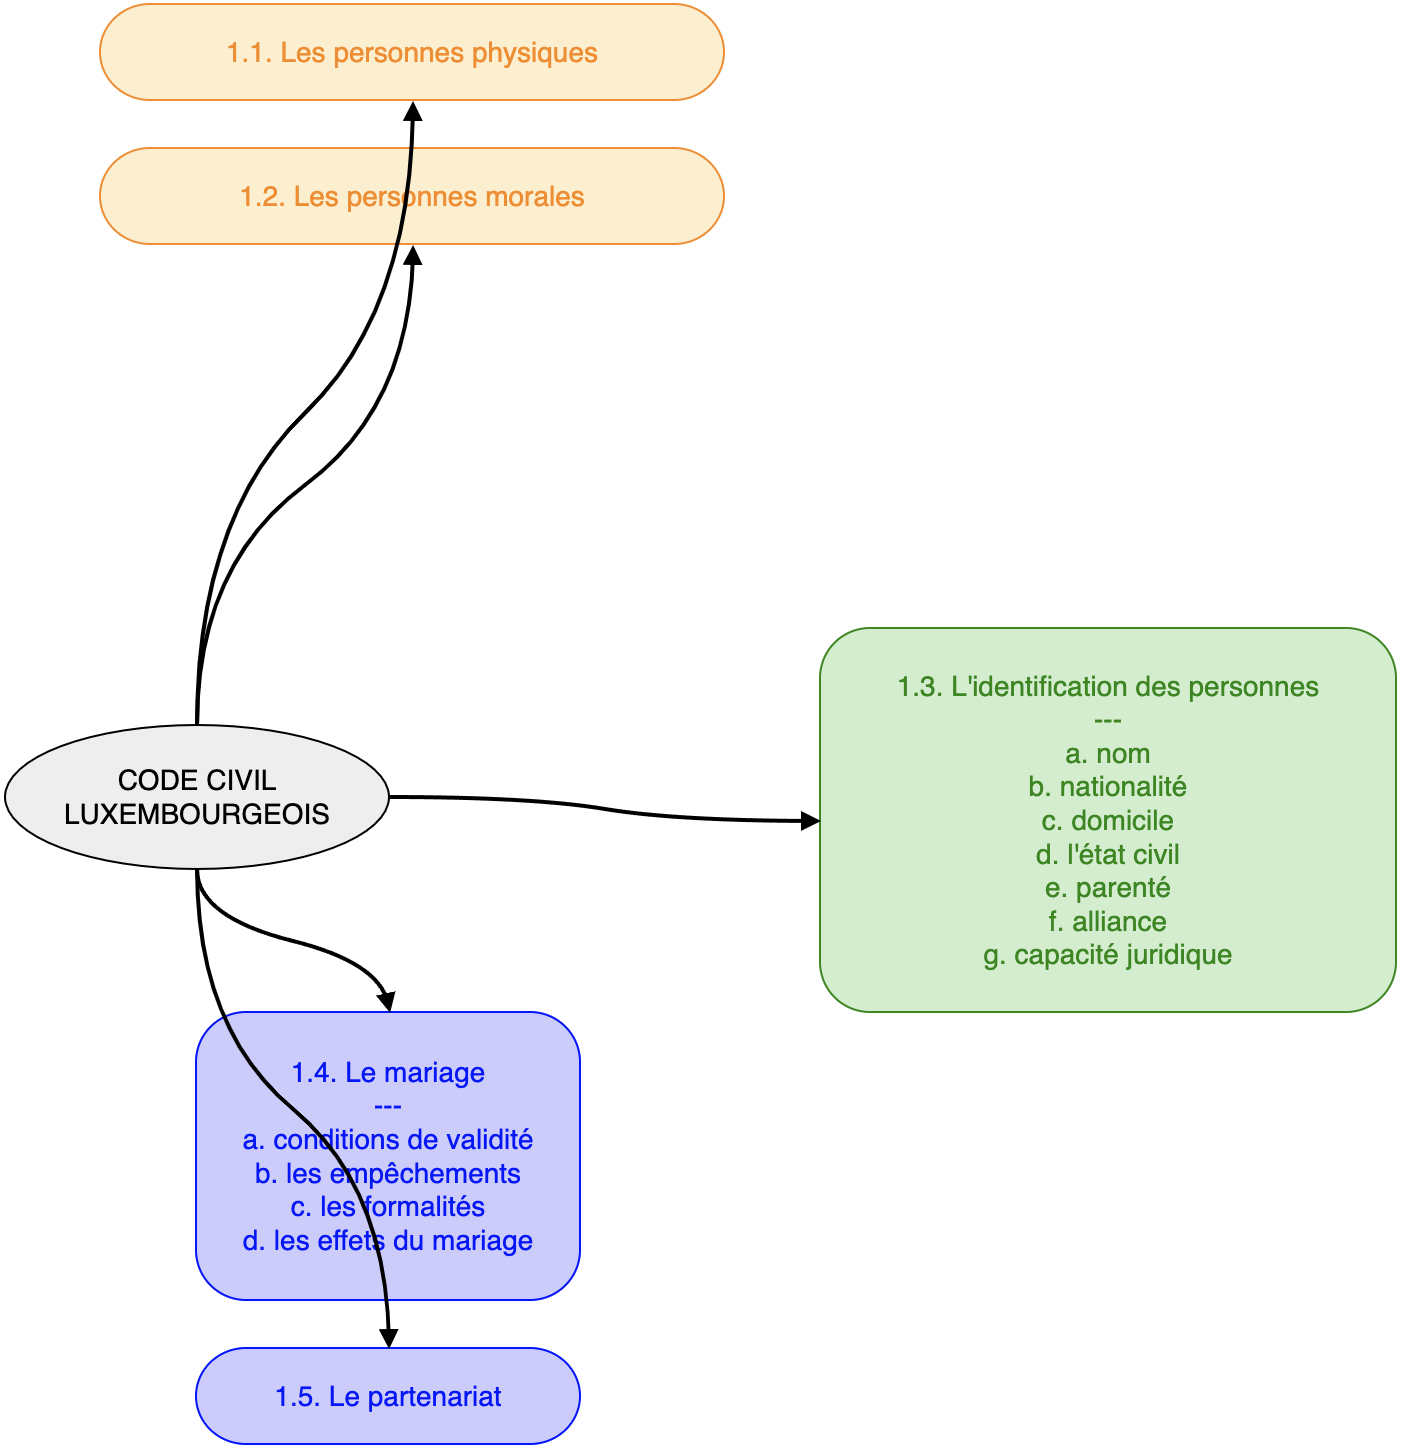 1.1. Les personnes physiques
1.2. Les personnes morales
1.3. L'identification des personnes
---
a. nom
b. nationalité
c. domicile
d. l'état civil
e. parenté
f. alliance
g. capacité juridique
CODE CIVIL
LUXEMBOURGEOIS
1.4. Le mariage
---
a. conditions de validité
b. les empêchements
c. les formalités
d. les effets du mariage
1.5. Le partenariat